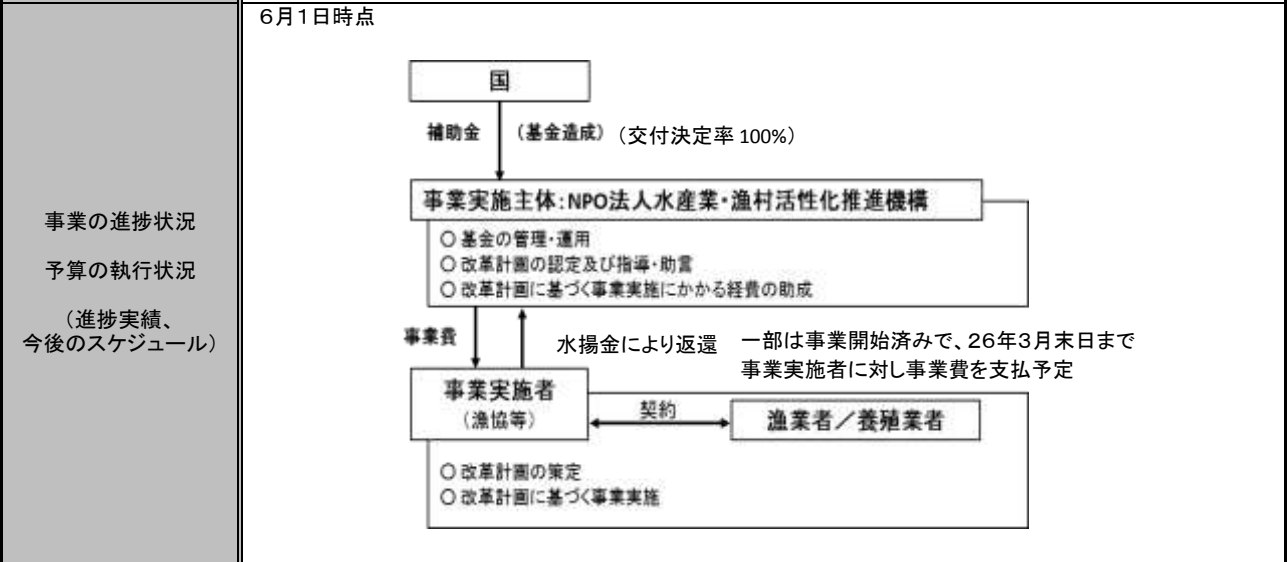 事業の進捗状況
予算の執行状況
（進捗実績、
今後のスケジュール）
６月１日時点
国
補助金 （基金造成）（交付決定率 100%）
事業実施主体：NPO法人水産業・漁村活性化推進機構
○ 基金の管理・運用
○ 改革計画の認定及び指導・助言
○ 改革計画に基づく事業実施にかかる経費の助成
事業費 水揚金により返還 一部は事業開始済みで、２６年３月末日まで
事業実施者に対し事業費を支払予定
事業実施者
（漁協等）
契約
漁業者／養殖業者
○ 改革計画の策定
○ 改革計画に基づく事業実施